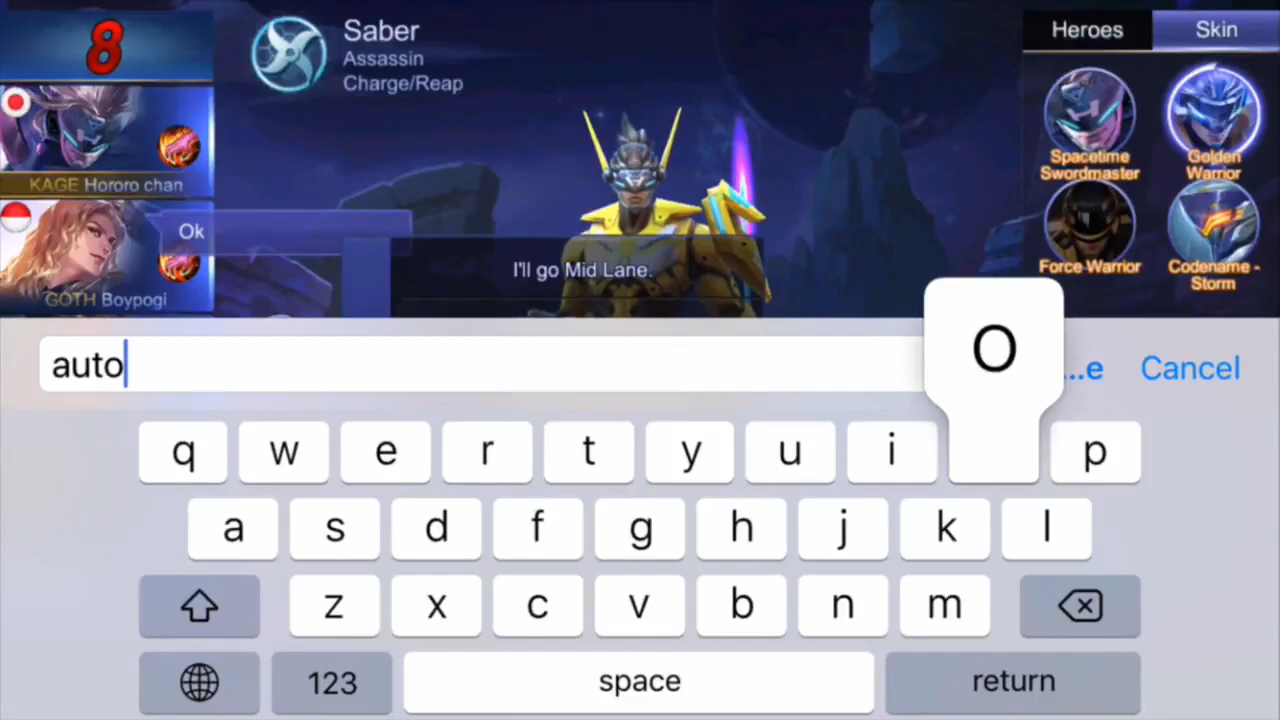 8
Saber
Assassin
Charge/Reap
Heroes
Skin
Spacetime
Swordmaster
Golden
Warrior
Force Warrior
Codename -
Storm
KAGE Hororo chan
Ok
GOTH Boypogi
I'll go Mid Lane.
auto
O
...e
Cancel
q w e r t y u i p
a s d f g h j k l
z x c v b n m
123
space
return